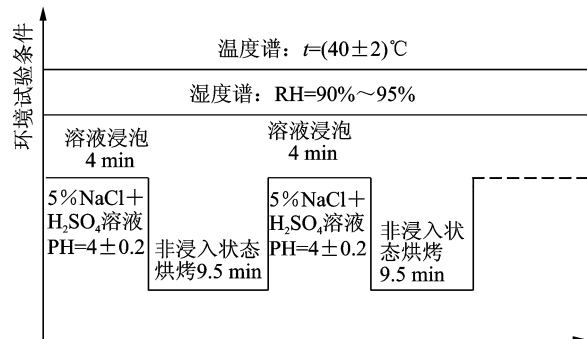 环境试验条件
温度谱：t=(40±2)℃
湿度谱：RH=90%～95%
溶液浸泡
4 min
溶液浸泡
4 min
5%NaCl＋
H₂SO₄溶液
PH=4±0.2
非浸入状态
烘烤9.5 min
5%NaCl＋
H₂SO₄溶液
PH=4±0.2
非浸入状
态烘烤
9.5 min